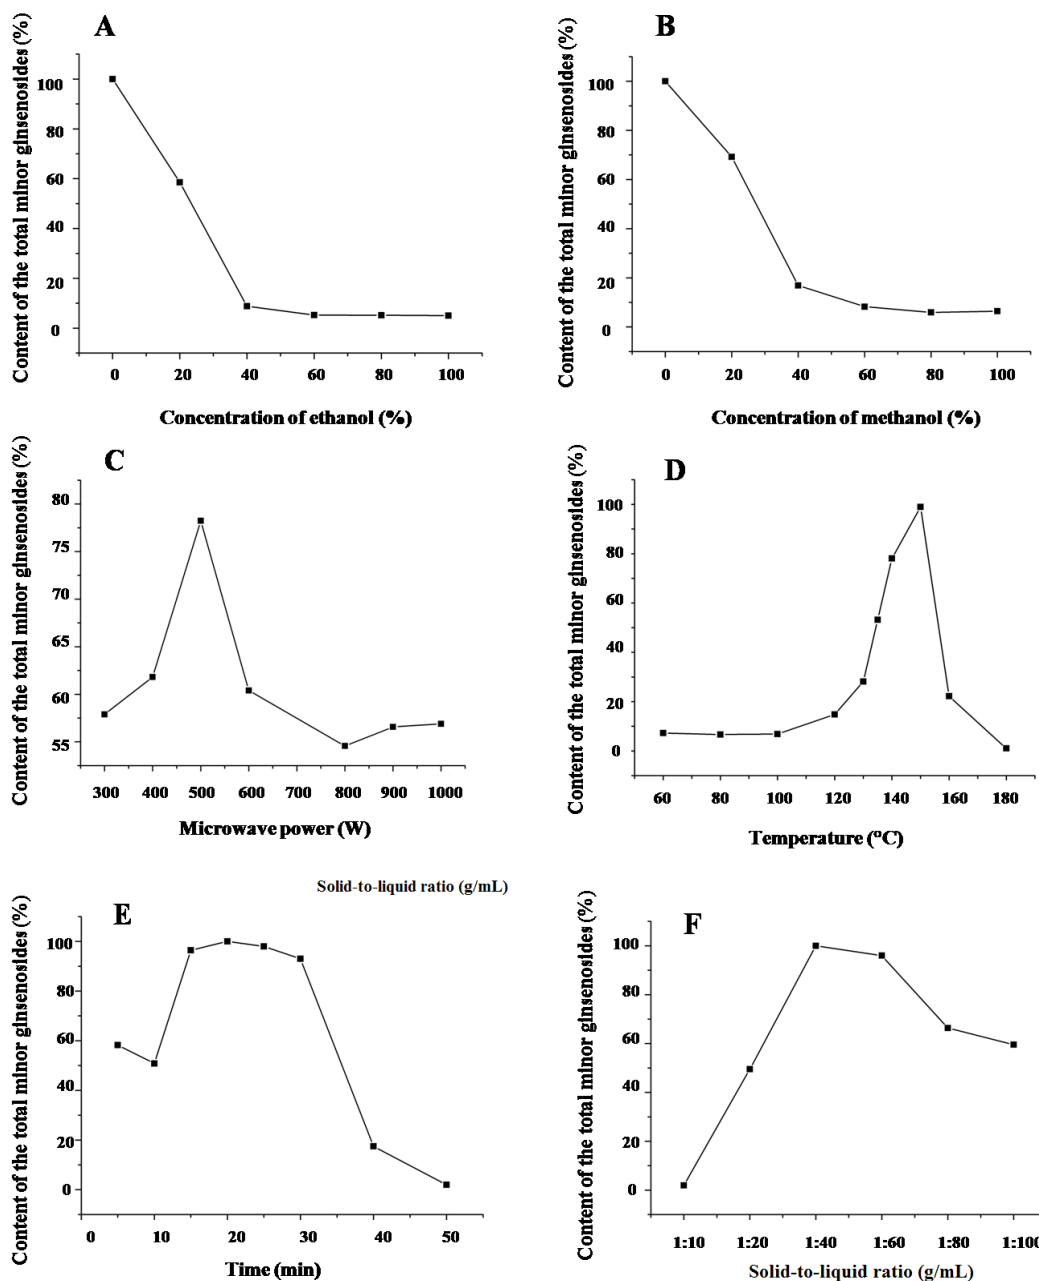 A
Content of the total minor ginsenosides (%)
100
80
60
40
20
0
0 20 40 60 80 100
Concentration of ethanol (%)
B
Content of the total minor ginsenosides (%)
100
80
60
40
20
0
0 20 40 60 80 100
Concentration of methanol (%)
C
Content of the total minor ginsenosides (%)
80
75
70
65
60
55
300 400 500 600 700 800 900 1000
Microwave power (W)
D
Content of the total minor ginsenosides (%)
100
80
60
40
20
0
60 80 100 120 140 160 180
Temperature (°C)
Solid-to-liquid ratio (g/mL)
E
Content of the total minor ginsenosides (%)
100
80
60
40
20
0
0 10 20 30 40 50
Time (min)
F
Content of the total minor ginsenosides (%)
100
80
60
40
20
0
1:10 1:20 1:40 1:60 1:80 1:100
Solid-to-liquid ratio (g/mL)